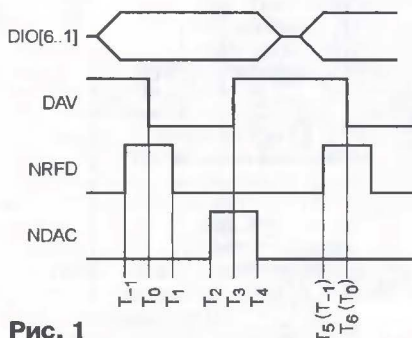 DIO[6..1]
DAV
NRFD
NDAC
T-1
T0
T1
T2
T3
T4
T5 (T-1)
T6 (T0)
Рис. 1